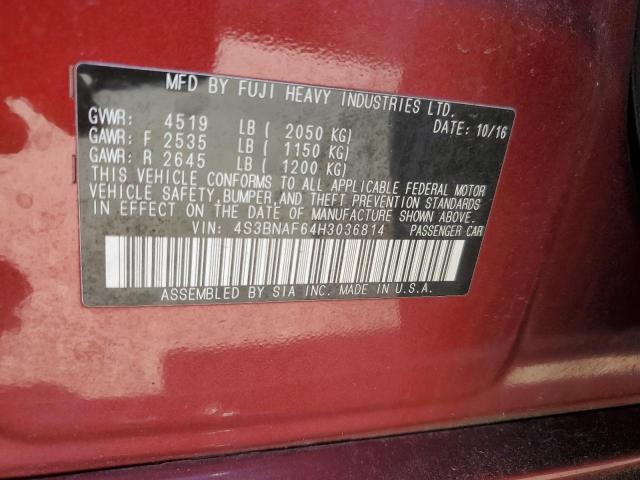 MFD BY FUJI HEAVY INDUSTRIES LTD.
GVWR: 4519 LB ( 2050 KG) DATE: 10/16
GAWR: F 2535 LB ( 1150 KG)
GAWR: R 2645 LB ( 1200 KG)
THIS VEHICLE CONFORMS TO ALL APPLICABLE FEDERAL MOTOR
VEHICLE SAFETY, BUMPER, AND THEFT PREVENTION STANDARDS
IN EFFECT ON THE DATE OF MANUFACTURE SHOWN ABOVE.
VIN: 4S3BNAF64H3036814 PASSENGER CAR
ASSEMBLED BY SIA INC. MADE IN U.S.A.